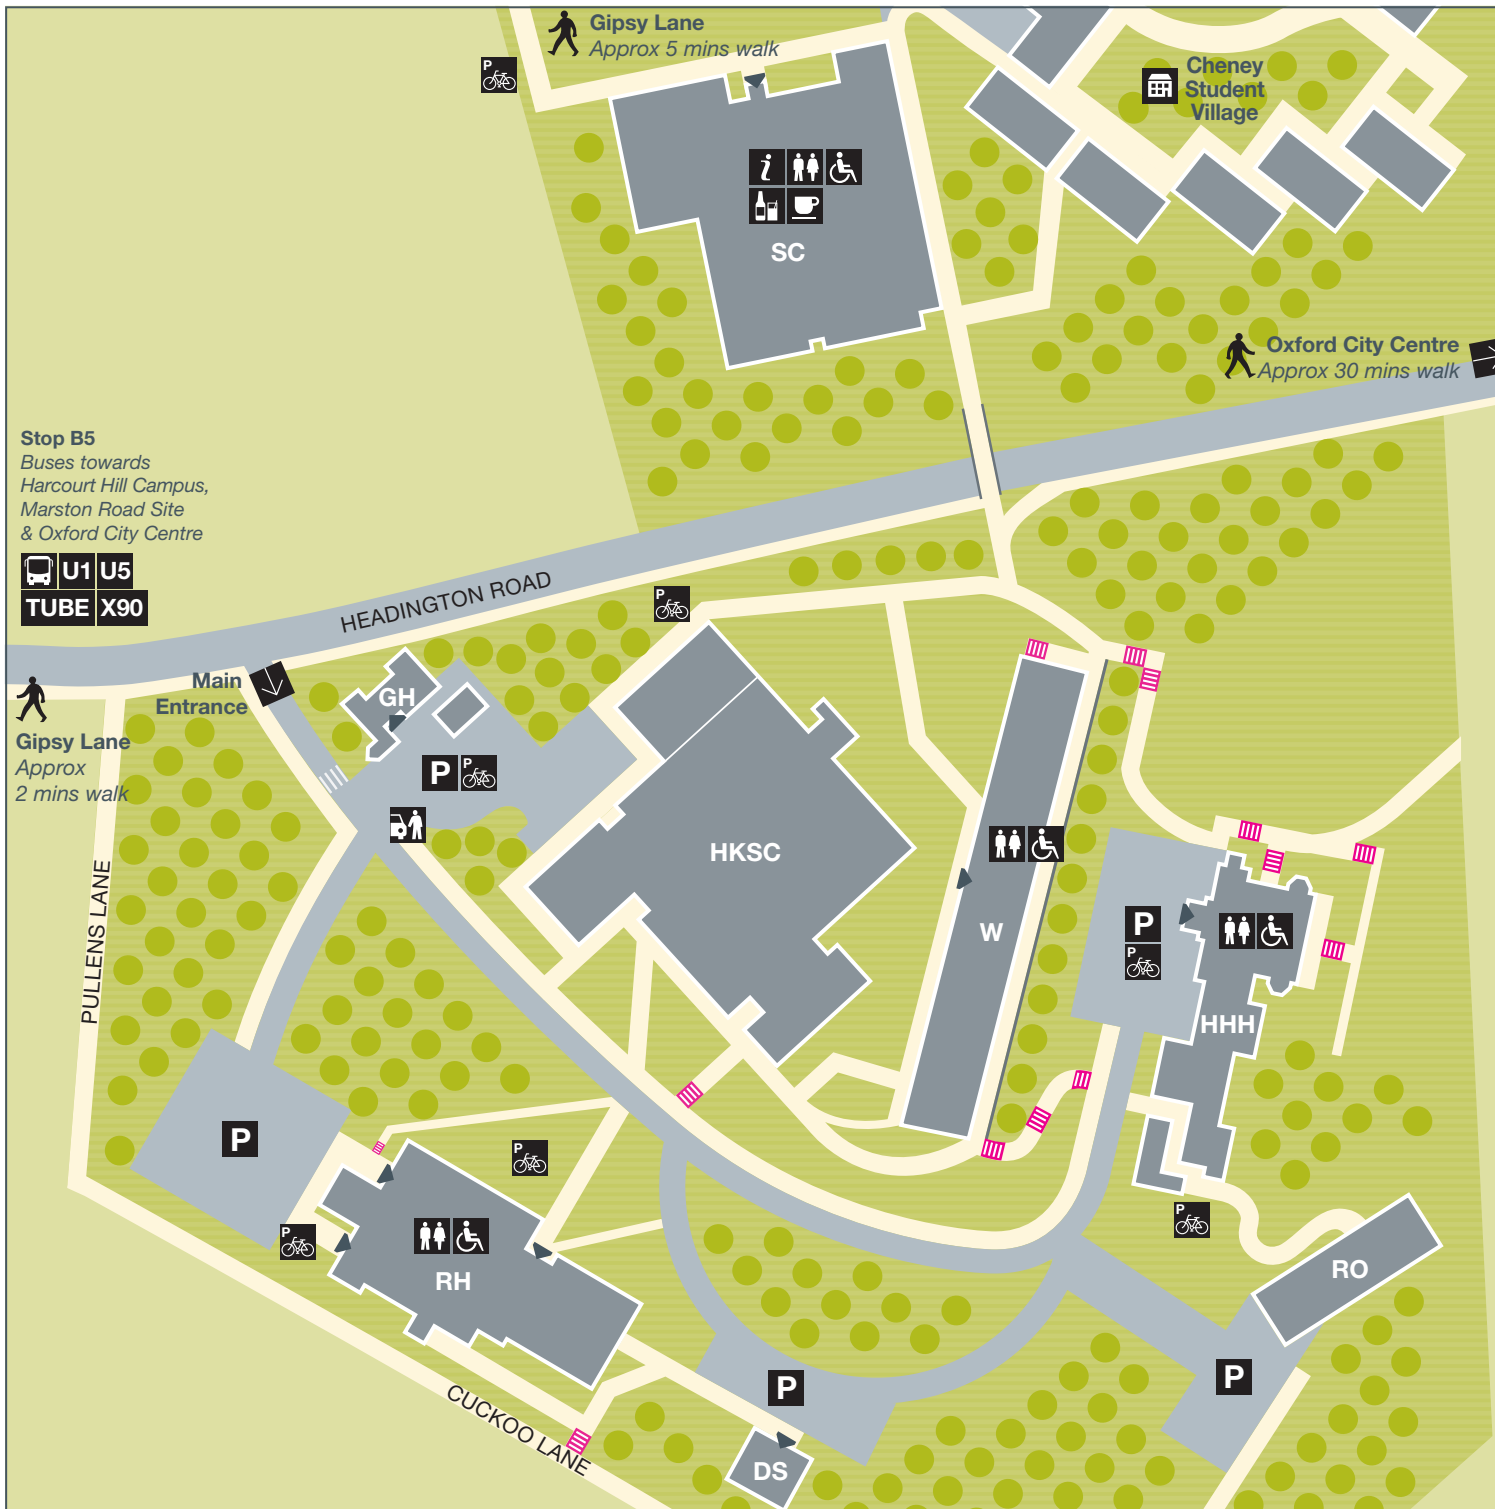 Gipsy Lane
Approx 5 mins walk
P
Cheney
Student
Village
i
SC
Oxford City Centre
Approx 30 mins walk
Stop B5
Buses towards
Harcourt Hill Campus,
Marston Road Site
& Oxford City Centre
U1 U5
TUBE X90
HEADINGTON ROAD
P
Main
Entrance
GH
Gipsy Lane
Approx
2 mins walk
P P
HKSC
W
PULLENS LANE
P
P
HHH
P
P
P
P
RH
RO
P
P
CUCKOO LANE
DS